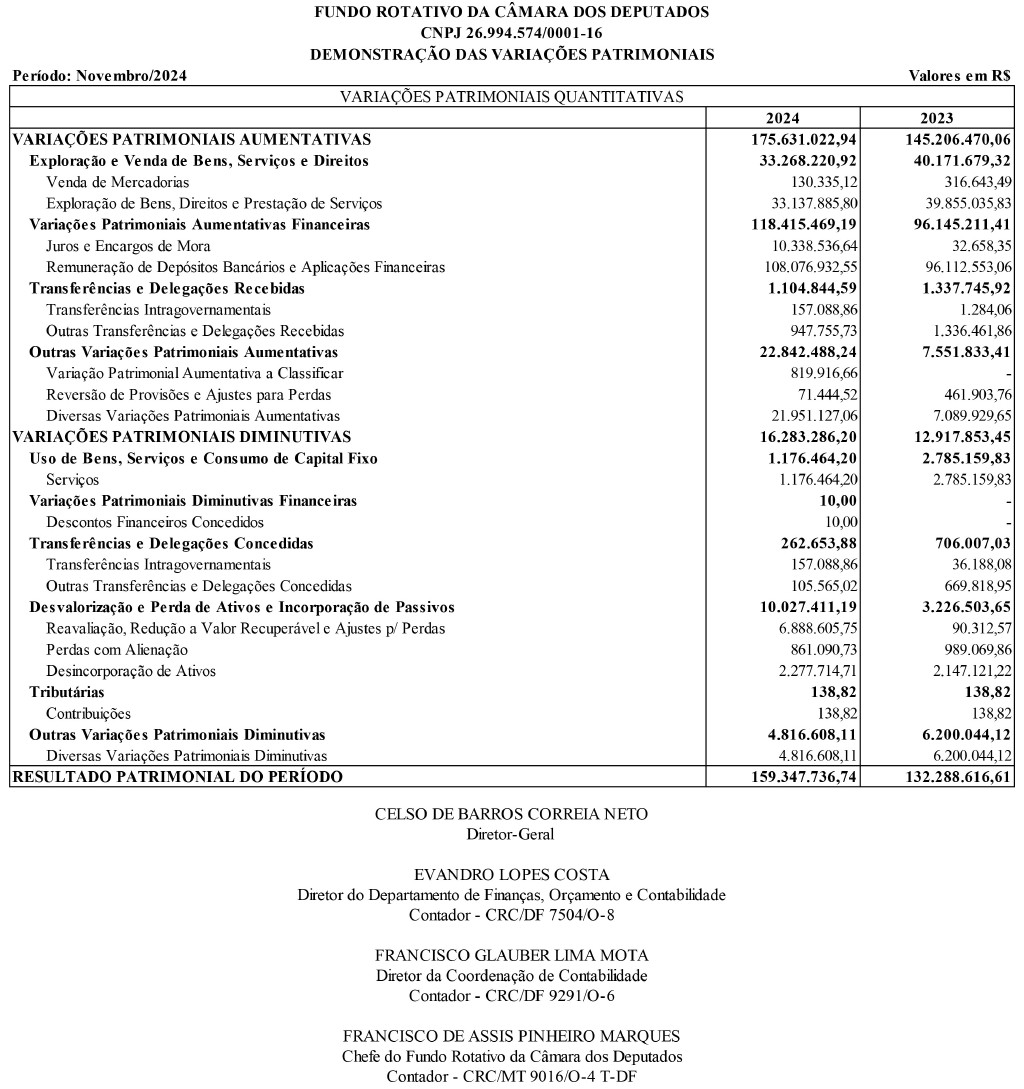 FUNDO ROTATIVO DA CÂMARA DOS DEPUTADOS
CNPJ 26.994.574/0001-16
DEMONSTRAÇÃO DAS VARIAÇÕES PATRIMONIAIS
Período: Novembro/2024 Valores em R$
VARIAÇÕES PATRIMONIAIS QUANTITATIVAS
2024 2023
VARIAÇÕES PATRIMONIAIS AUMENTATIVAS 175.631.022,94 145.206.470,06
Exploração e Venda de Bens, Serviços e Direitos 33.268.220,92 40.171.679,32
Venda de Mercadorias 130.335,12 316.643,49
Exploração de Bens, Direitos e Prestação de Serviços 33.137.885,80 39.855.035,83
Variações Patrimoniais Aumentativas Financeiras 118.415.469,19 96.145.211,41
Juros e Encargos de Mora 10.338.536,64 32.658,35
Remuneração de Depósitos Bancários e Aplicações Financeiras 108.076.932,55 96.112.553,06
Transferências e Delegações Recebidas 1.104.844,59 1.337.745,92
Transferências Intragovernamentais 157.088,86 1.284,06
Outras Transferências e Delegações Recebidas 947.755,73 1.336.461,86
Outras Variações Patrimoniais Aumentativas 22.842.488,24 7.551.833,41
Variação Patrimonial Aumentativa a Classificar 819.916,66 -
Reversão de Provisões e Ajustes para Perdas 71.444,52 461.903,76
Diversas Variações Patrimoniais Aumentativas 21.951.127,06 7.089.929,65
VARIAÇÕES PATRIMONIAIS DIMINUTIVAS 16.283.286,20 12.917.853,45
Uso de Bens, Serviços e Consumo de Capital Fixo 1.176.464,20 2.785.159,83
Serviços 1.176.464,20 2.785.159,83
Variações Patrimoniais Diminutivas Financeiras 10,00 -
Descontos Financeiros Concedidos 10,00 -
Transferências e Delegações Concedidas 262.653,88 706.007,03
Transferências Intragovernamentais 157.088,86 36.188,08
Outras Transferências e Delegações Concedidas 105.565,02 669.818,95
Desvalorização e Perda de Ativos e Incorporação de Passivos 10.027.411,19 3.226.503,65
Reavaliação, Redução a Valor Recuperável e Ajustes p/ Perdas 6.888.605,75 90.312,57
Perdas com Alienação 861.090,73 989.069,86
Desincorporação de Ativos 2.277.714,71 2.147.121,22
Tributárias 138,82 138,82
Contribuições 138,82 138,82
Outras Variações Patrimoniais Diminutivas 4.816.608,11 6.200.044,12
Diversas Variações Patrimoniais Diminutivas 4.816.608,11 6.200.044,12
RESULTADO PATRIMONIAL DO PERÍODO 159.347.736,74 132.288.616,61
CELSO DE BARROS CORREIA NETO
Diretor-Geral
EVANDRO LOPES COSTA
Diretor do Departamento de Finanças, Orçamento e Contabilidade
Contador - CRC/DF 7504/O-8
FRANCISCO GLAUBER LIMA MOTA
Diretor da Coordenação de Contabilidade
Contador - CRC/DF 9291/O-6
FRANCISCO DE ASSIS PINHEIRO MARQUES
Chefe do Fundo Rotativo da Câmara dos Deputados
Contador - CRC/MT 9016/O-4 T-DF